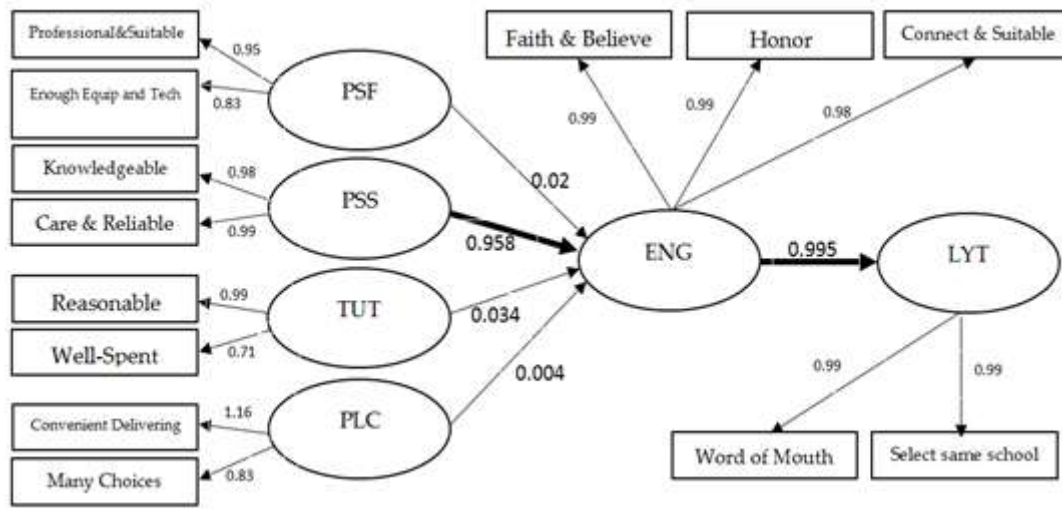 Professional&Suitable
0.95
Enough Equip and Tech
0.83
PSF
Faith & Believe
Honor
Connect & Suitable
0.99
0.99
0.98
Knowledgeable
0.98
Care & Reliable
0.99
PSS
0.02
0.958
ENG
0.995
LYT
Reasonable
0.99
Well-Spent
0.71
TUT
0.034
0.004
Convenient Delivering
1.16
Many Choices
0.83
PLC
0.99
0.99
Word of Mouth
Select same school